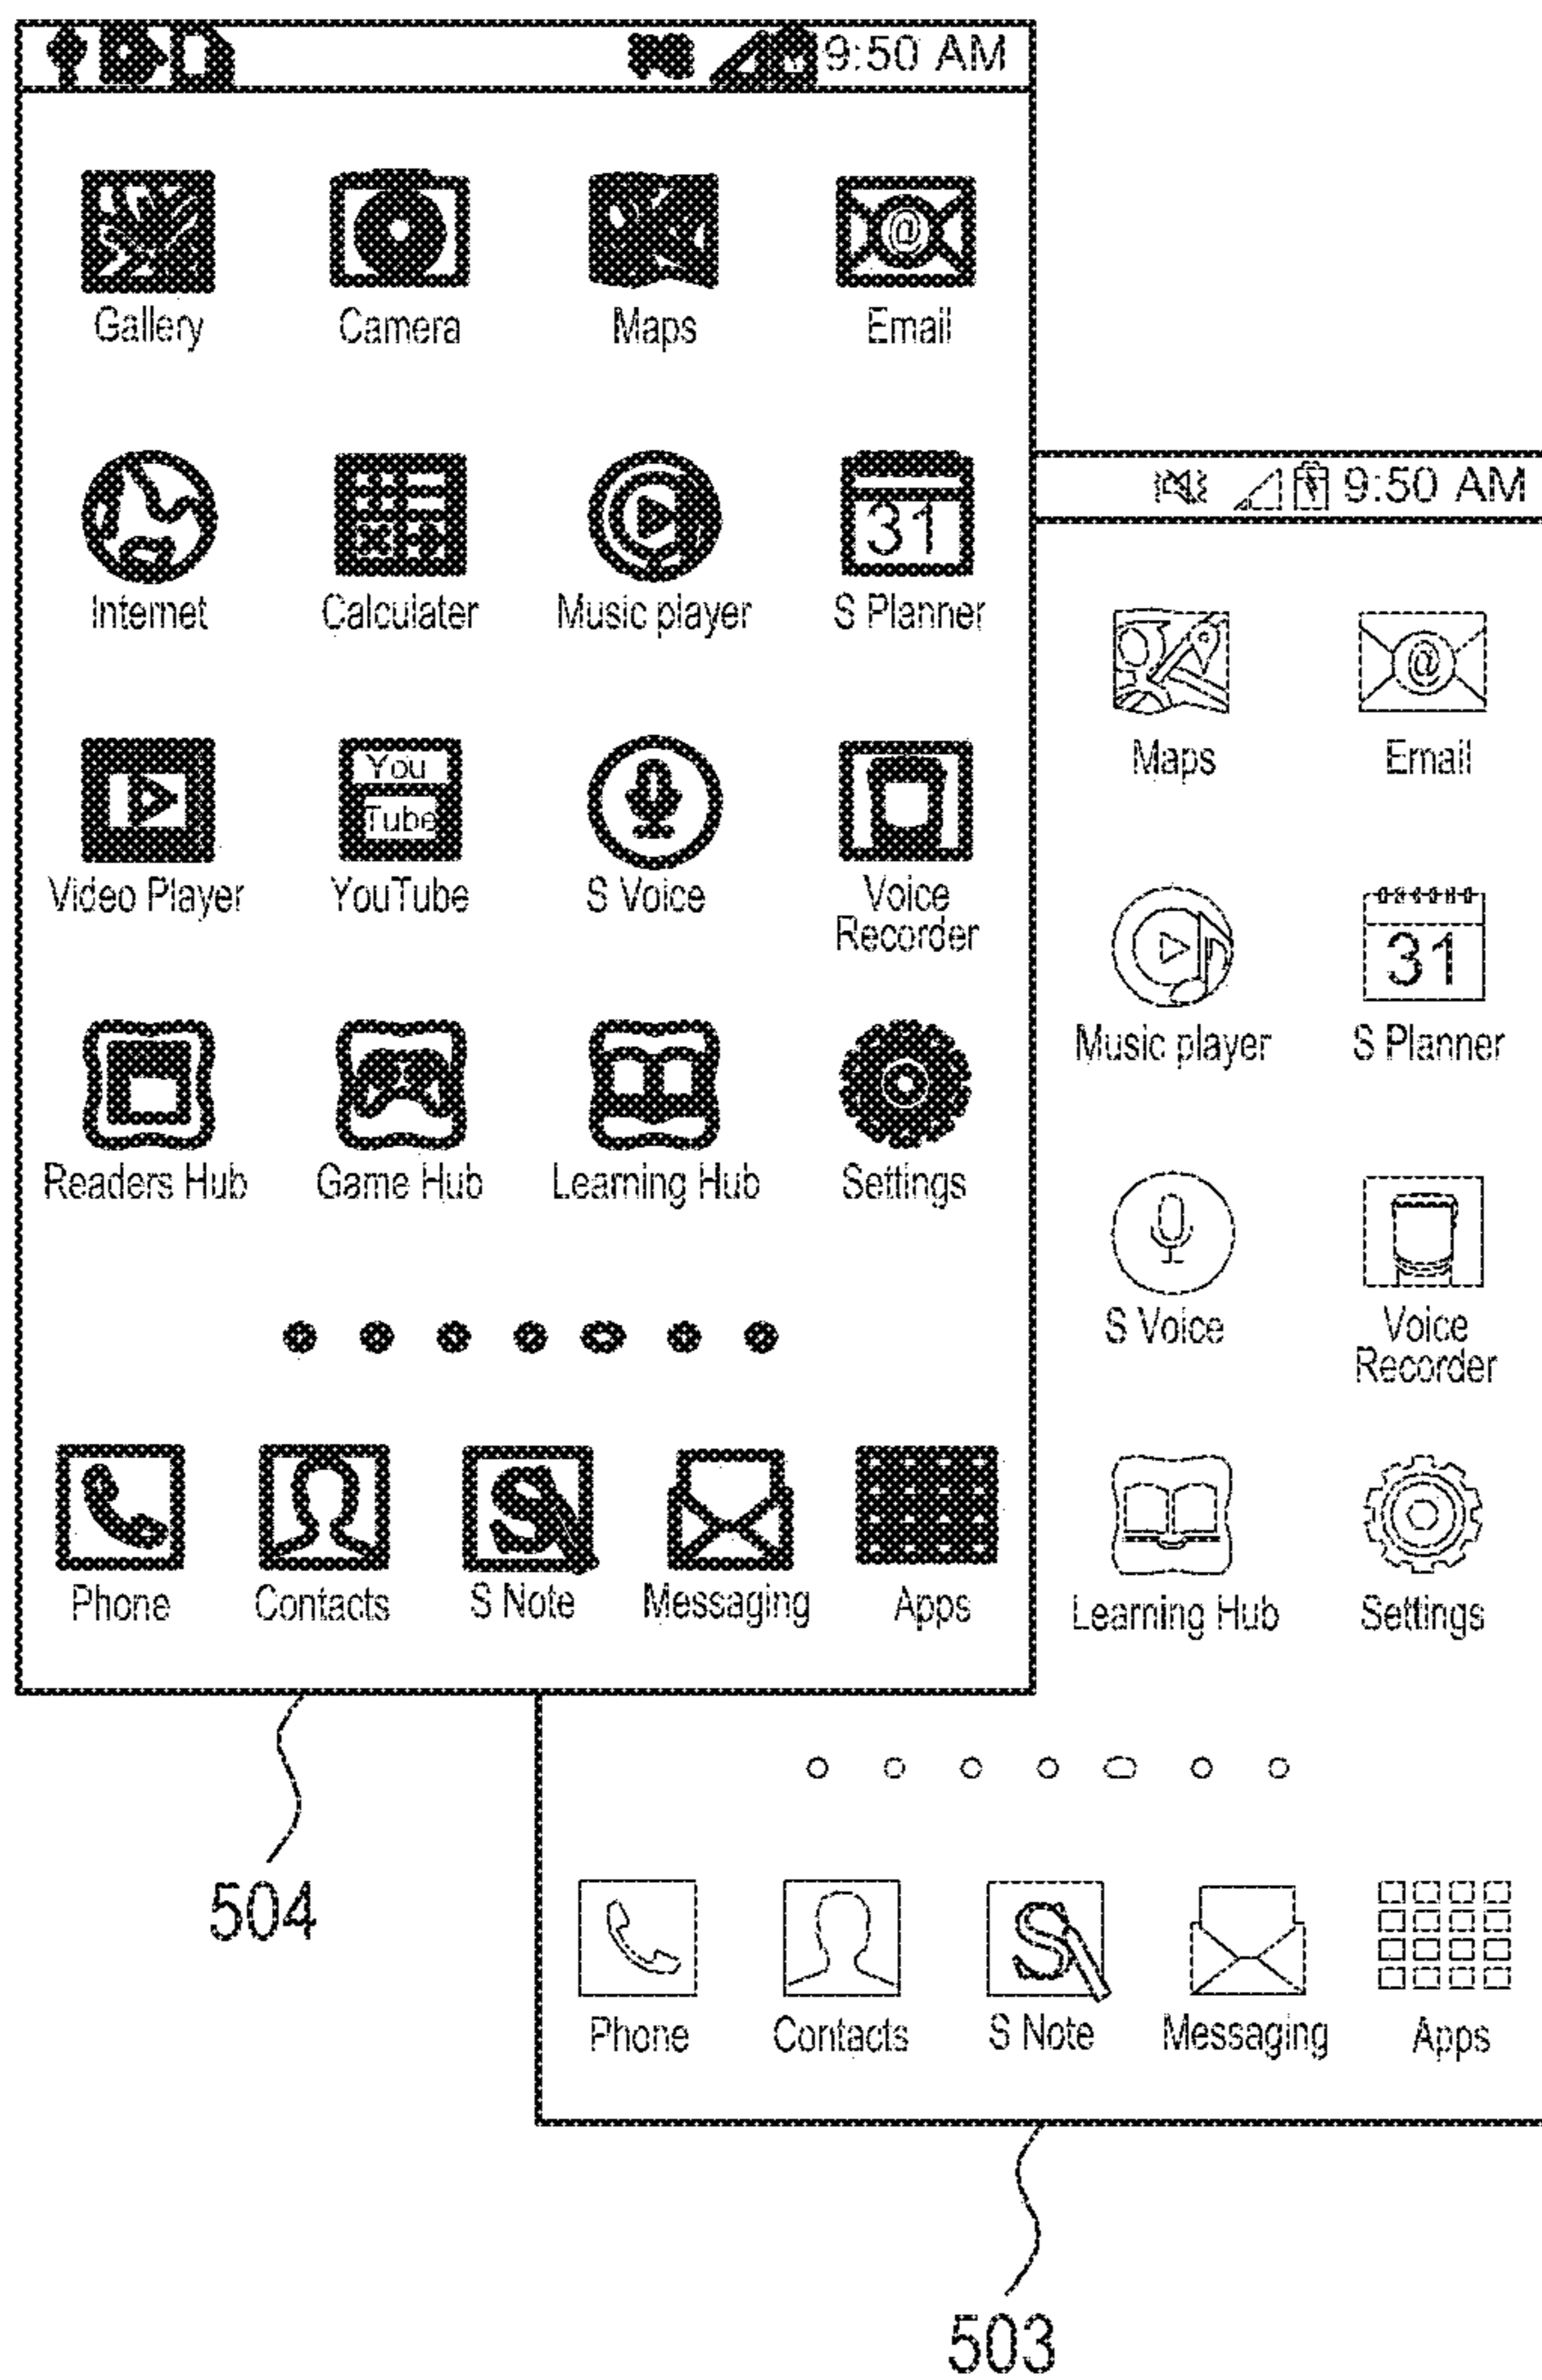 9:50 AM
@
Gallery Camera Maps Email
31
Internet Calculater Music player S Planner
You
Tube
Video Player YouTube S Voice Voice
Recorder
Readers Hub Game Hub Learning Hub Settings
S
Phone Contacts S Note Messaging Apps
504
9:50 AM
@
Maps Email
31
Music player S Planner
S Voice Voice
Recorder
Learning Hub Settings
S
Phone Contacts S Note Messaging Apps
503